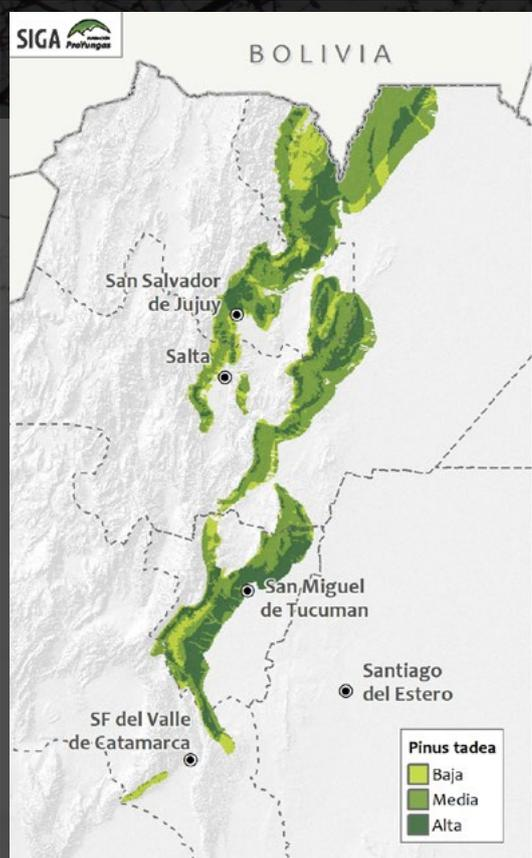 SIGA
FUNDACIÓN
ProYungas
BOLIVIA
San Salvador
de Jujuy
Salta
San Miguel
de Tucuman
Santiago
del Estero
SF del Valle
de Catamarca
Pinus tadea
Baja
Media
Alta